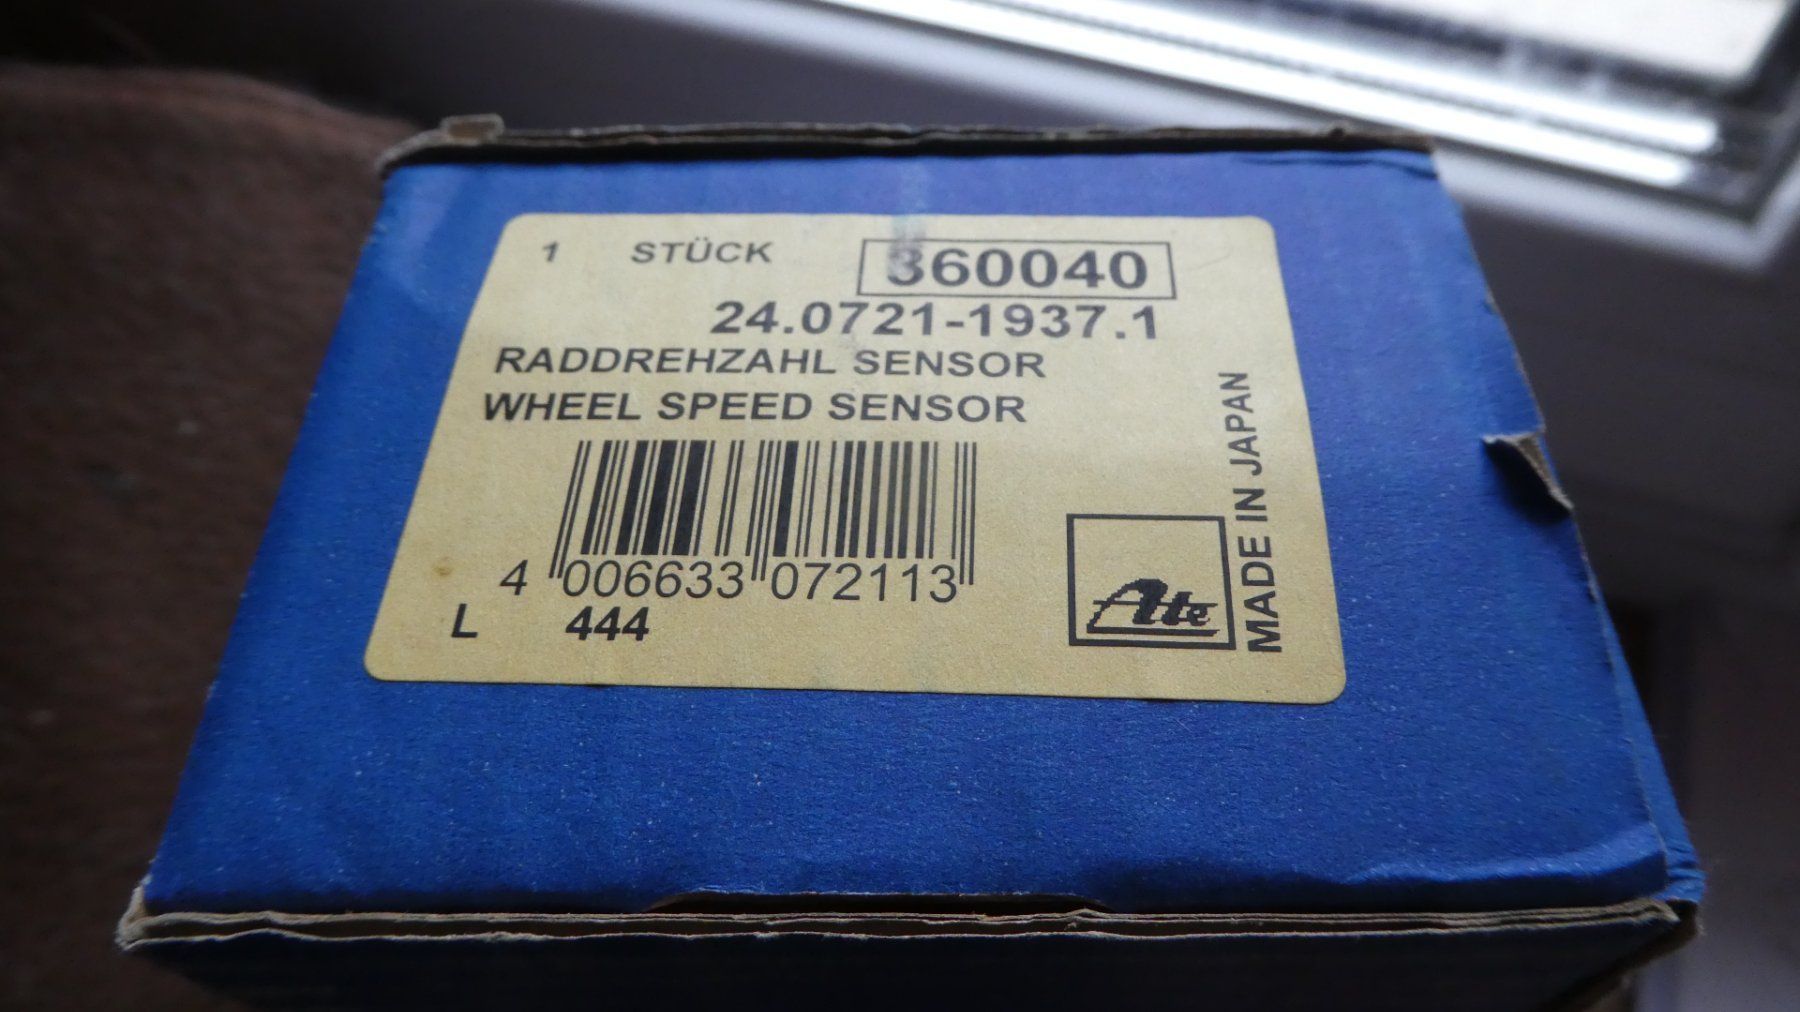 1 STÜCK 360040
24.0721-1937.1
RADDREHZAHL SENSOR
WHEEL SPEED SENSOR
4 006633 072113
L 444
Ate
MADE IN JAPAN